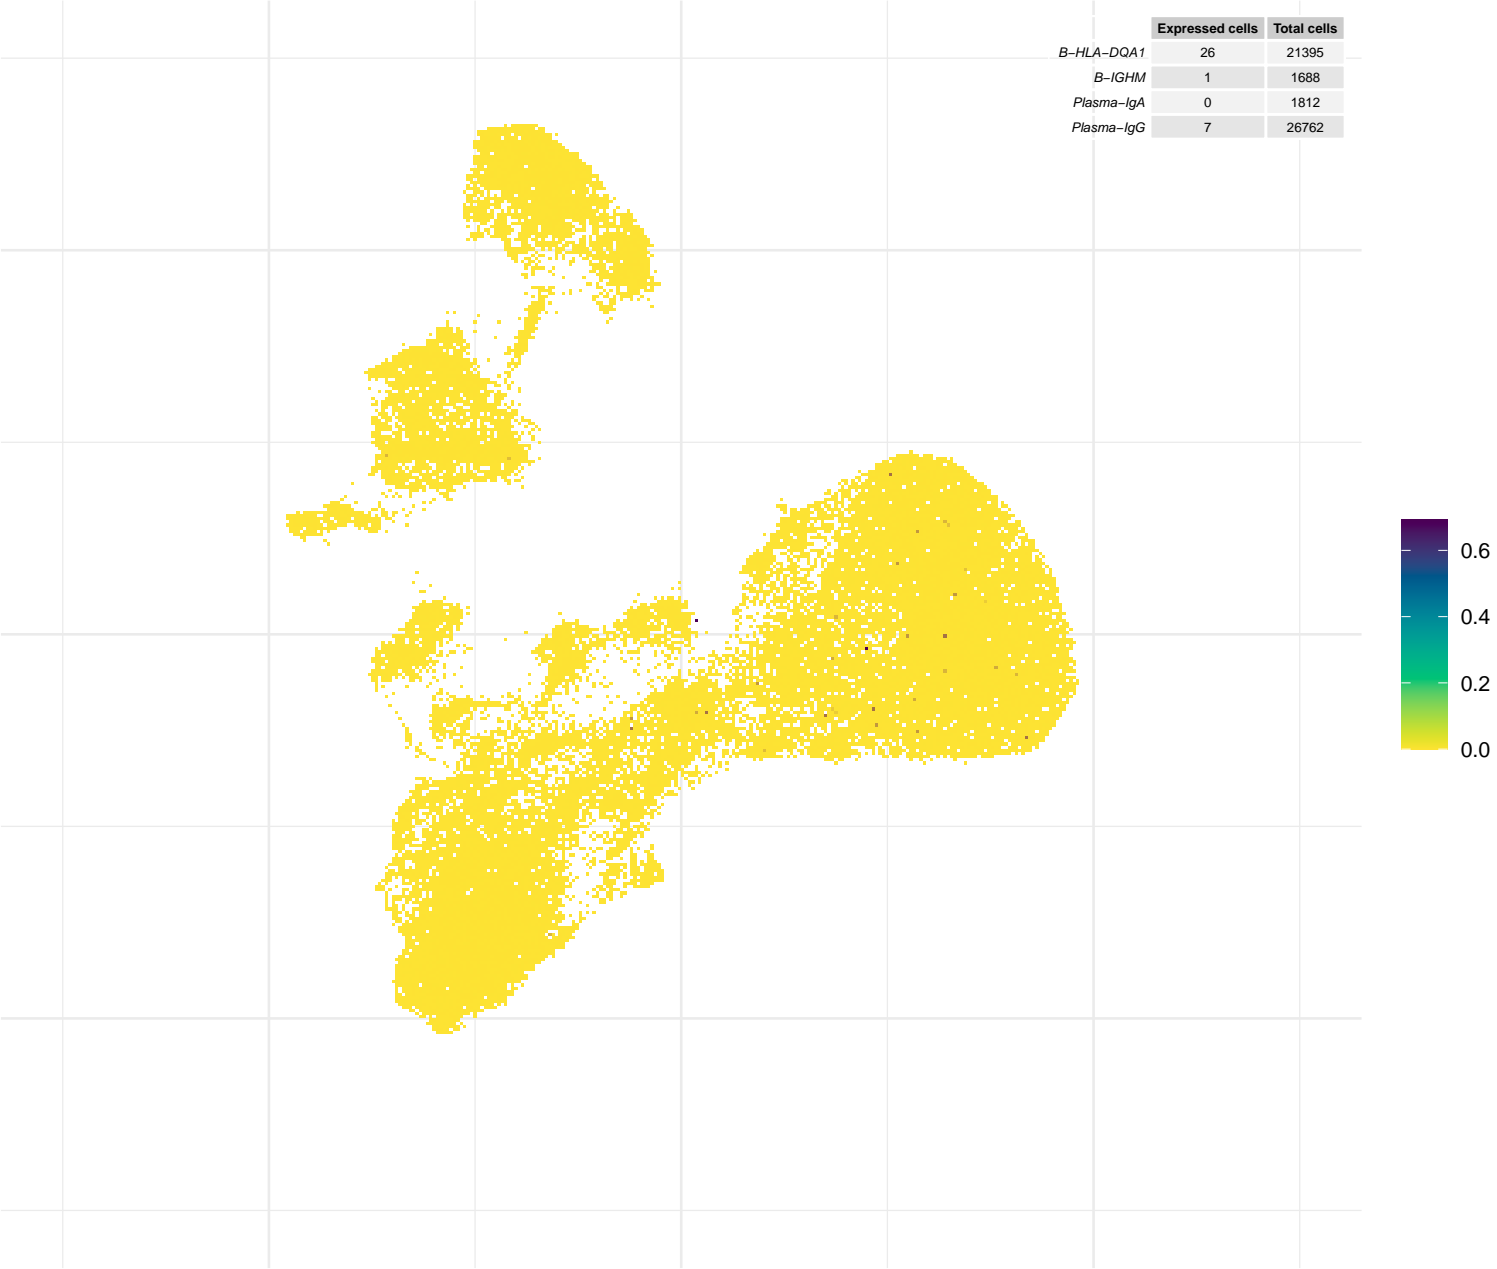 Expressed cells Total cells
B−HLA−DQA1 26 21395
B−IGHM 1 1688
Plasma−IgA 0 1812
Plasma−IgG 7 26762
0.6
0.4
0.2
0.0